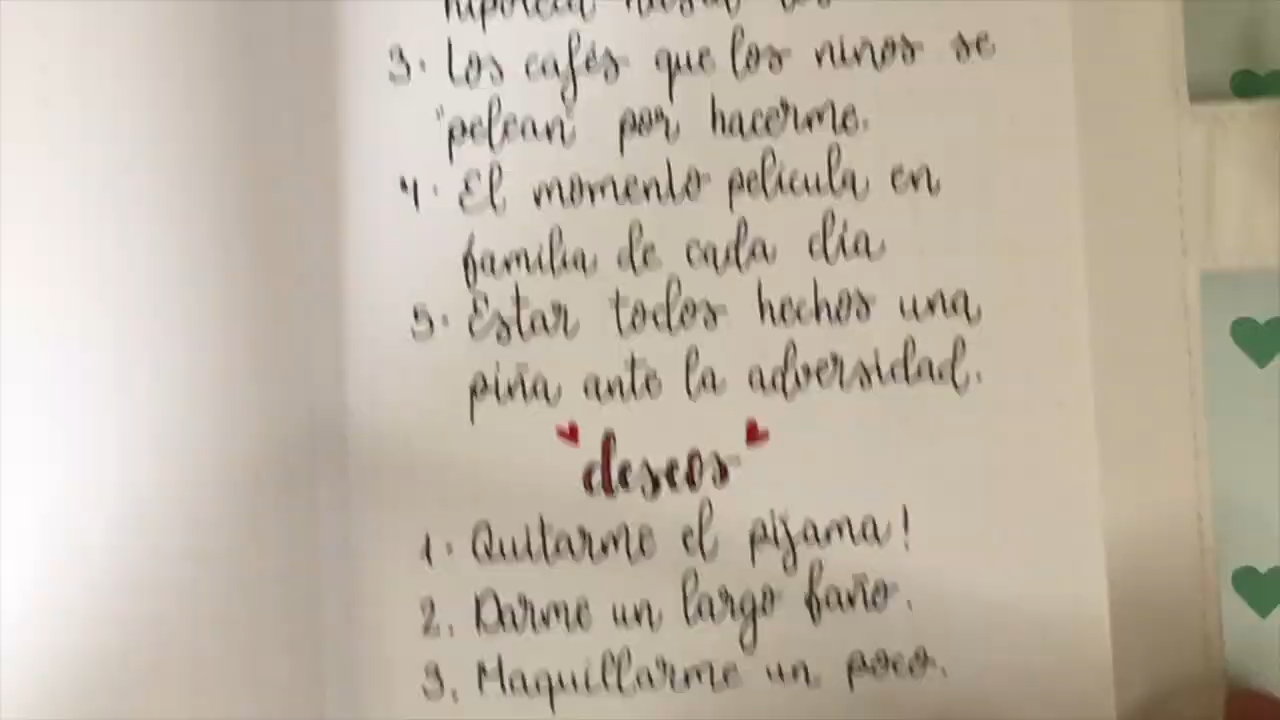 3. Los cafés que los niños se
"pelean" por hacerme.
4. El momento película en
familia de cada día
5. Estar todos hechos una
piña ante la adversidad.
deseos
1. Quitarme el pijama!
2. Darme un largo baño.
3. Maquillarme un poco.